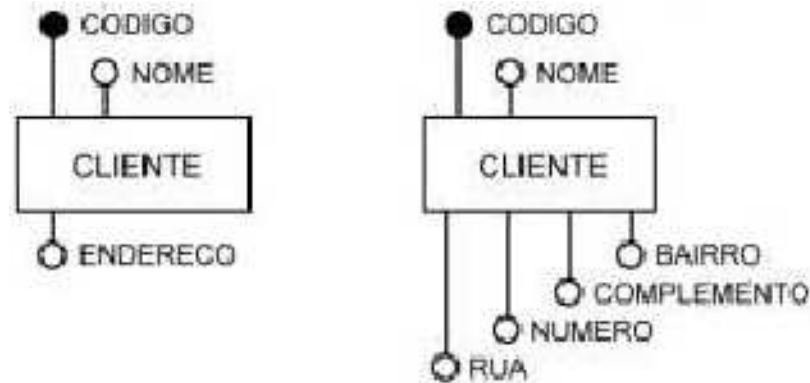 CODIGO
NOME
CLIENTE
ENDERECO
CODIGO
NOME
CLIENTE
BAIRRO
COMPLEMENTO
NUMERO
RUA